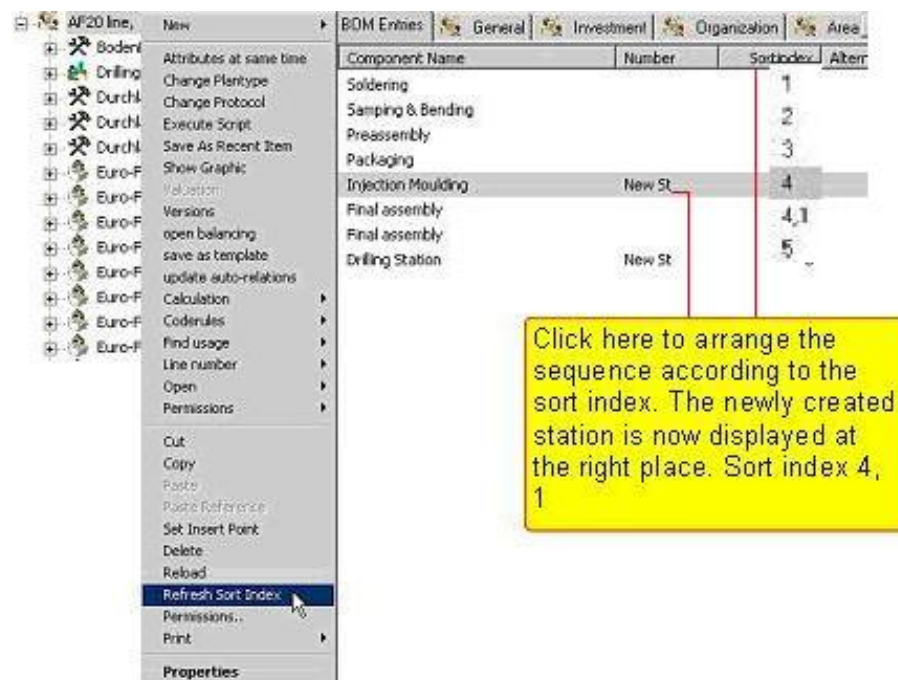 AF20 line,
Boden
Drilling
Durchl
Durchl
Durchl
Euro-F
Euro-F
Euro-F
Euro-F
Euro-F
Euro-F
Euro-F
Euro-F
New
Attributes at same time
Change Plantype
Change Protocol
Execute Script
Save As Recent Item
Show Graphic
Valuation
Versions
open balancing
save as template
update auto-relations
Calculation
Coderules
Find usage
Line number
Open
Permissions
Cut
Copy
Paste
Paste Reference
Set Insert Point
Delete
Reload
Refresh Sort Index
Permissions..
Print
Properties
BOM Entries General Investment Organization Area
Component Name Number Sortindex Altern
Soldering 1
Samping & Bending 2
Preassembly 3
Packaging
Injection Moulding New St 4
Final assembly 4,1
Final assembly 5
Drilling Station New St
Click here to arrange the
sequence according to the
sort index. The newly created
station is now displayed at
the right place. Sort index 4,
1